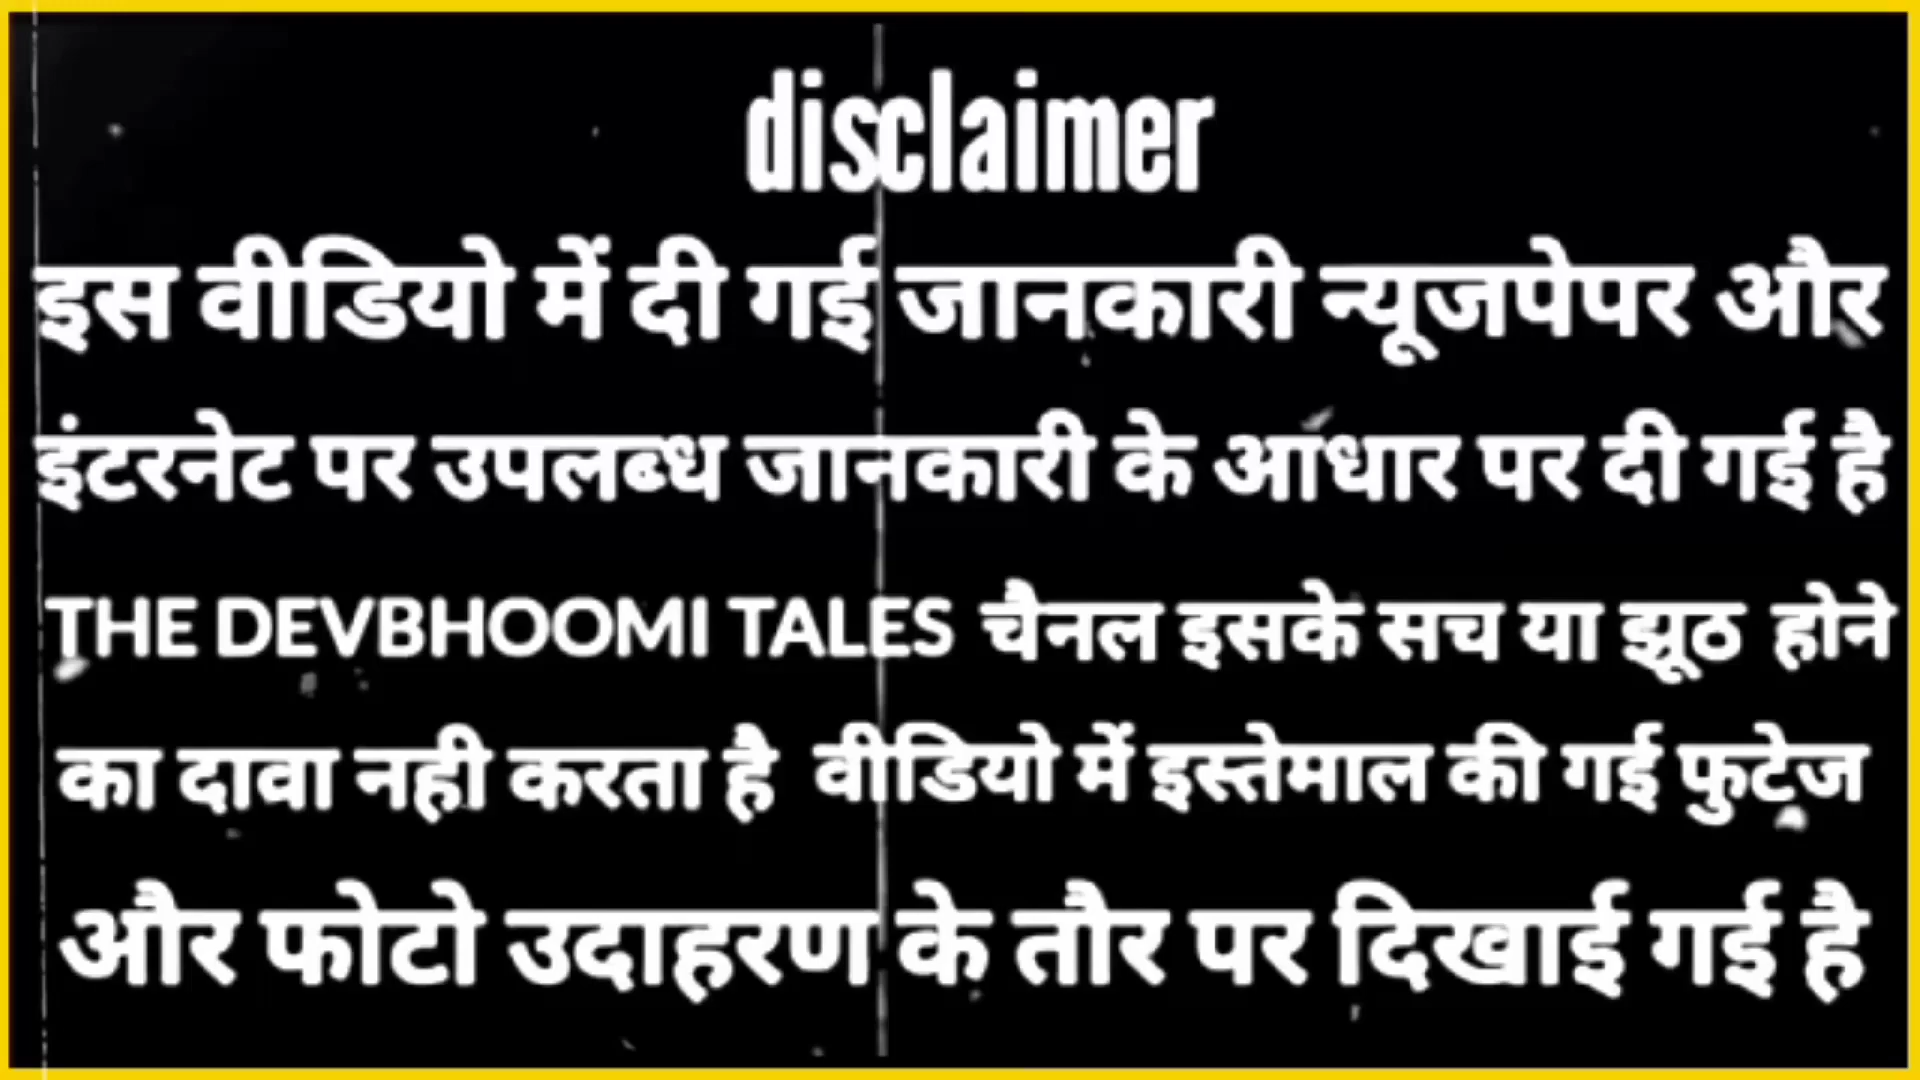 disclaimer
इस वीडियो में दी गई जानकारी न्यूजपेपर और
इंटरनेट पर उपलब्ध जानकारी के आधार पर दी गई है
THE DEVBHOOMI TALES चैनल इसके सच या झूठ होने
का दावा नही करता है वीडियो में इस्तेमाल की गई फुटेज
और फोटो उदाहरण के तौर पर दिखाई गई है